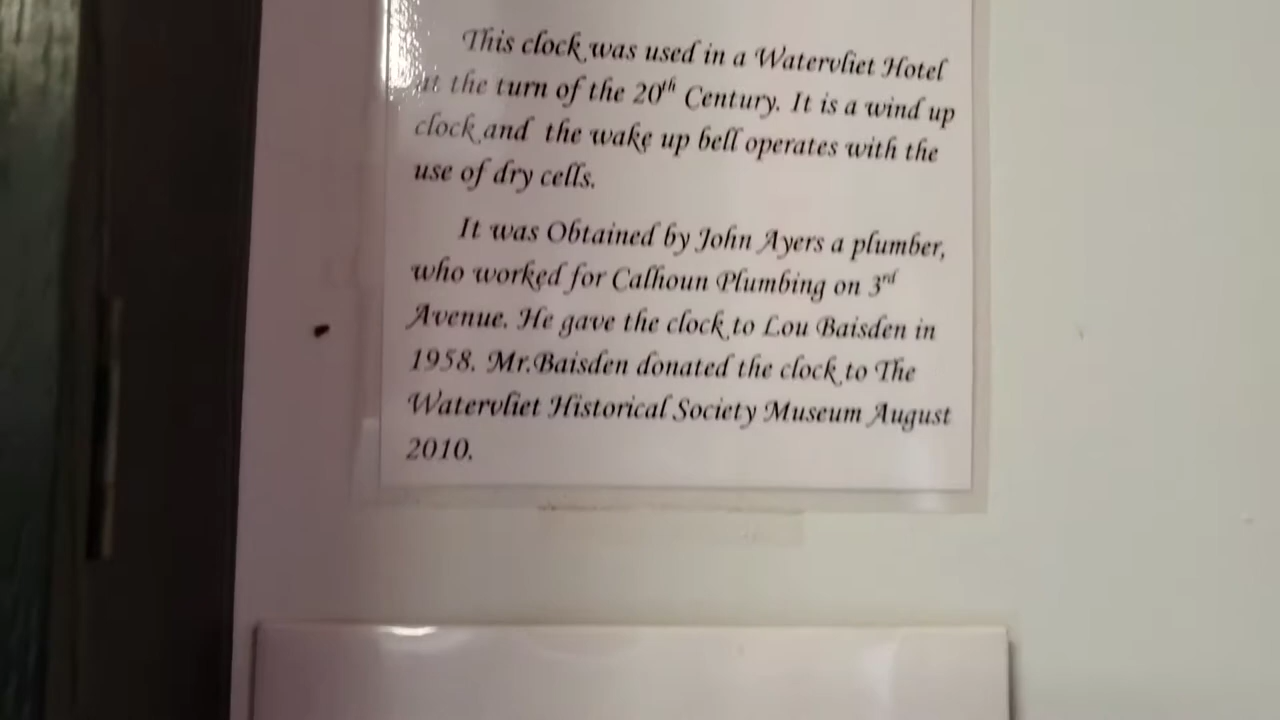 This clock was used in a Watervliet Hotel
at the turn of the 20th Century. It is a wind up
clock and the wake up bell operates with the
use of dry cells.
It was Obtained by John Ayers a plumber,
who worked for Calhoun Plumbing on 3rd
Avenue. He gave the clock to Lou Baisden in
1958. Mr.Baisden donated the clock to The
Watervliet Historical Society Museum August
2010.